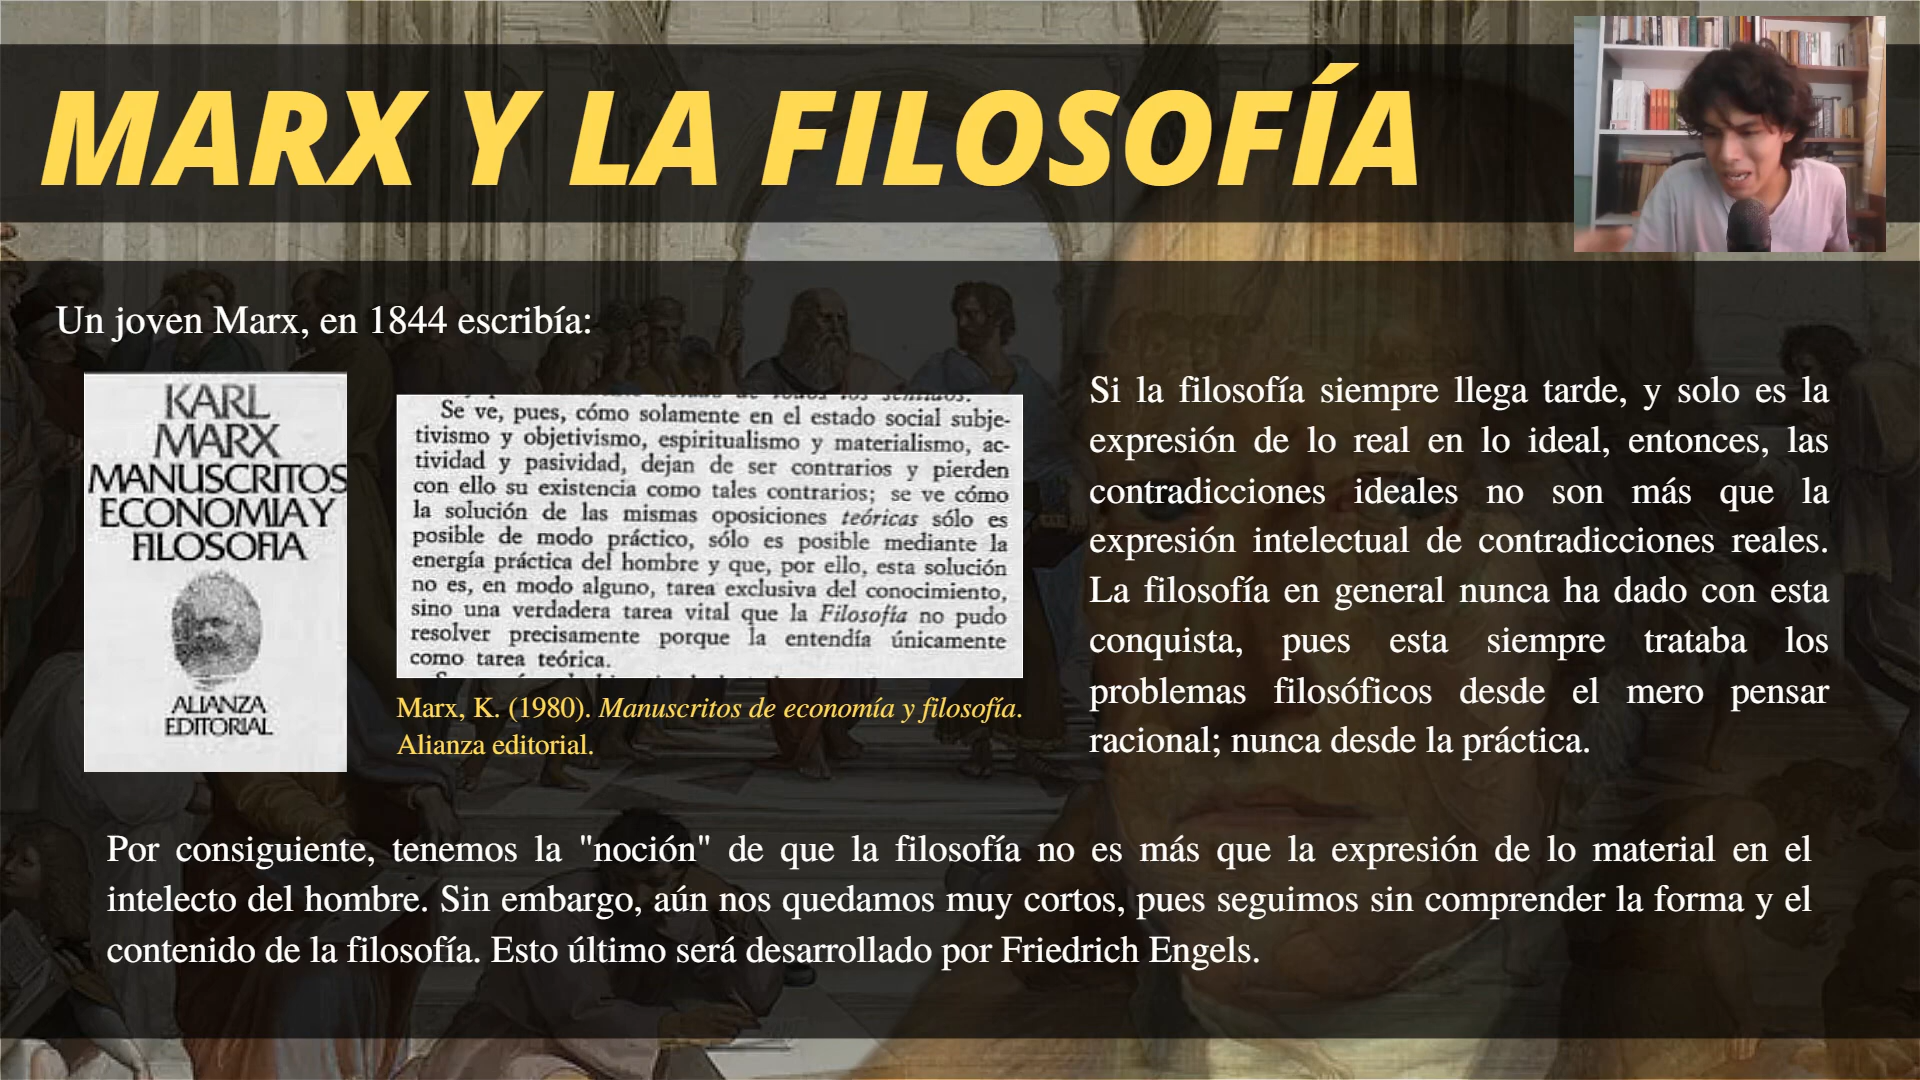 MARX Y LA FILOSOFÍA
Un joven Marx, en 1844 escribía:
KARL
MARX
MANUSCRITOS
ECONOMIA Y
FILOSOFIA
ALIANZA
EDITORIAL
de todos los sentidos.
Se ve, pues, cómo solamente en el estado social subje-
tivismo y objetivismo, espiritualismo y materialismo, ac-
tividad y pasividad, dejan de ser contrarios y pierden
con ello su existencia como tales contrarios; se ve cómo
la solución de las mismas oposiciones teóricas sólo es
posible de modo práctico, sólo es posible mediante la
energía práctica del hombre y que, por ello, esta solución
no es, en modo alguno, tarea exclusiva del conocimiento,
sino una verdadera tarea vital que la Filosofía no pudo
resolver precisamente porque la entendía únicamente
como tarea teórica.
Marx, K. (1980). Manuscritos de economía y filosofía.
Alianza editorial.
Si la filosofía siempre llega tarde, y solo es la
expresión de lo real en lo ideal, entonces, las
contradicciones ideales no son más que la
expresión intelectual de contradicciones reales.
La filosofía en general nunca ha dado con esta
conquista, pues esta siempre trataba los
problemas filosóficos desde el mero pensar
racional; nunca desde la práctica.
Por consiguiente, tenemos la "noción" de que la filosofía no es más que la expresión de lo material en el
intelecto del hombre. Sin embargo, aún nos quedamos muy cortos, pues seguimos sin comprender la forma y el
contenido de la filosofía. Esto último será desarrollado por Friedrich Engels.